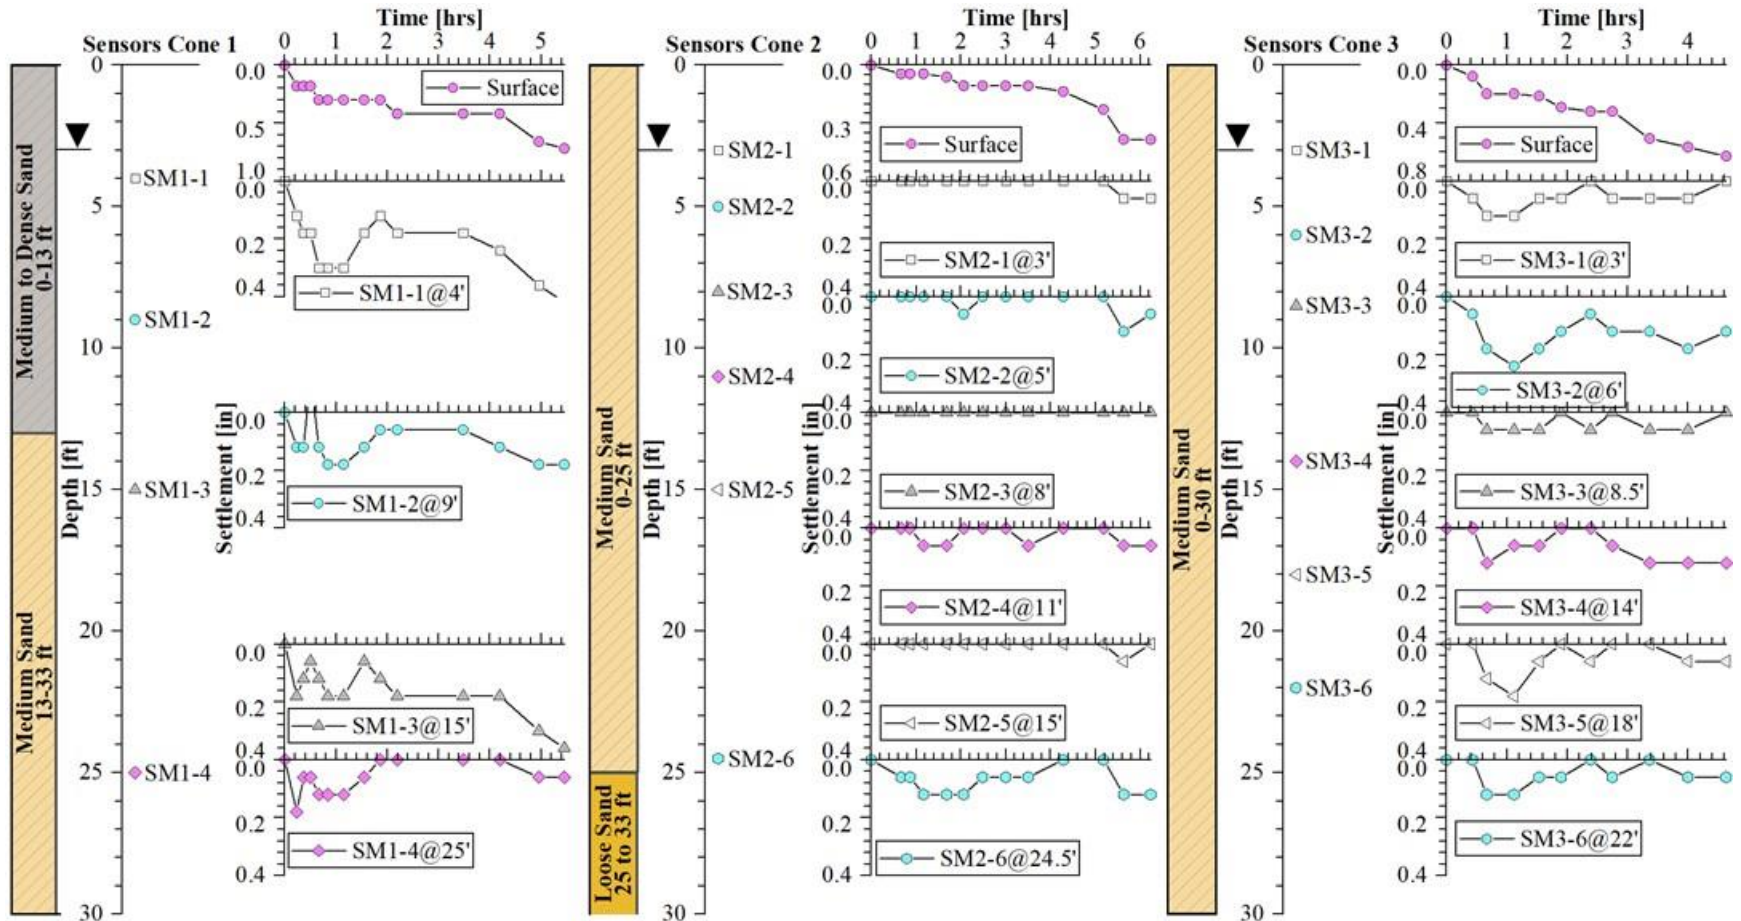 Time [hrs]
Sensors Cone 1
0 1 2 3 4 5
Medium to Dense Sand
0-13 ft
Medium Sand
13-33 ft
0
5
10
15
20
25
30
Depth [ft]
SM1-1
SM1-2
SM1-3
SM1-4
Settlement [in]
0.0
0.5
1.0
Surface
0.0
0.2
0.4
SM1-1@4'
0.0
0.2
0.4
SM1-2@9'
0.0
0.2
0.4
SM1-3@15'
0.0
0.2
0.4
SM1-4@25'
Time [hrs]
Sensors Cone 2
0 1 2 3 4 5 6
Medium Sand
0-25 ft
Loose Sand
25 to 33 ft
0
5
10
15
20
25
30
Depth [ft]
SM2-1
SM2-2
SM2-3
SM2-4
SM2-5
SM2-6
Settlement [in]
0.0
0.3
0.6
Surface
0.0
0.2
0.4
SM2-1@3'
0.0
0.2
0.4
SM2-2@5'
0.0
0.2
0.4
SM2-3@8'
0.0
0.2
0.4
SM2-4@11'
0.0
0.2
0.4
SM2-5@15'
0.0
0.2
0.4
SM2-6@24.5'
Time [hrs]
Sensors Cone 3
0 1 2 3 4
Medium Sand
0-30 ft
0
5
10
15
20
25
30
Depth [ft]
SM3-1
SM3-2
SM3-3
SM3-4
SM3-5
SM3-6
Settlement [in]
0.0
0.4
0.8
Surface
0.0
0.2
0.4
SM3-1@3'
0.0
0.2
0.4
SM3-2@6'
0.0
0.2
0.4
SM3-3@8.5'
0.0
0.2
0.4
SM3-4@14'
0.0
0.2
0.4
SM3-5@18'
0.0
0.2
0.4
SM3-6@22'